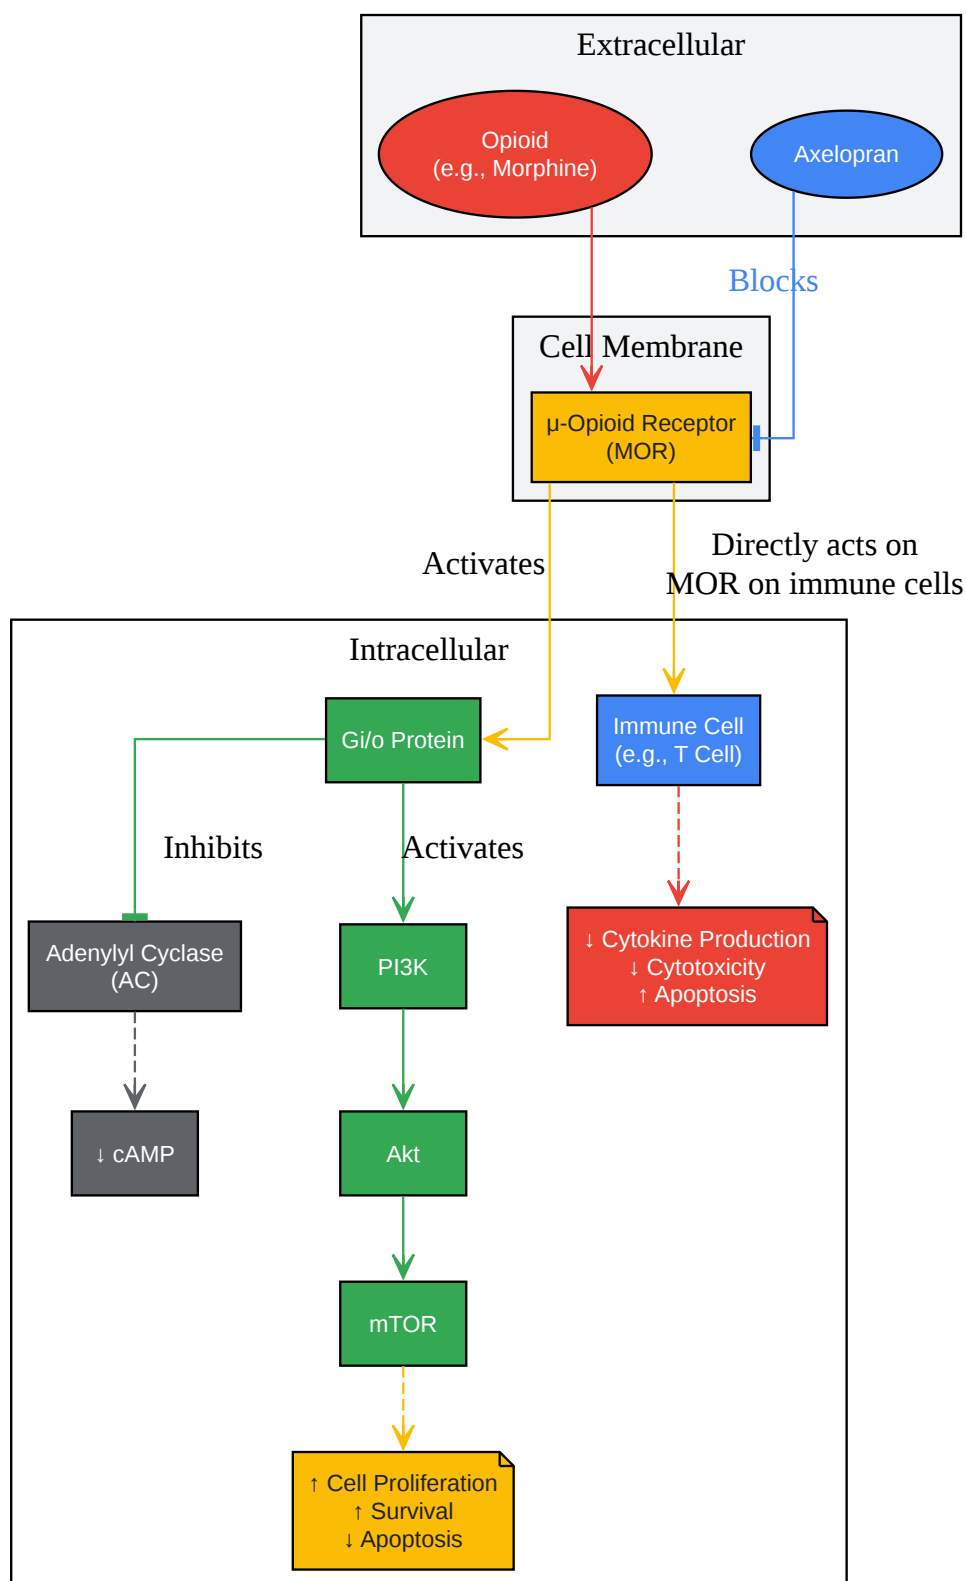 Extracellular
Opioid
(e.g., Morphine)
Axelopran
Blocks
Cell Membrane
μ-Opioid Receptor
(MOR)
Activates
Directly acts on
MOR on immune cells
Intracellular
Gi/o Protein
Immune Cell
(e.g., T Cell)
Inhibits
Activates
Adenylyl Cyclase
(AC)
PI3K
↓ Cytokine Production
↓ Cytotoxicity
↑ Apoptosis
↓ cAMP
Akt
mTOR
↑ Cell Proliferation
↑ Survival
↓ Apoptosis